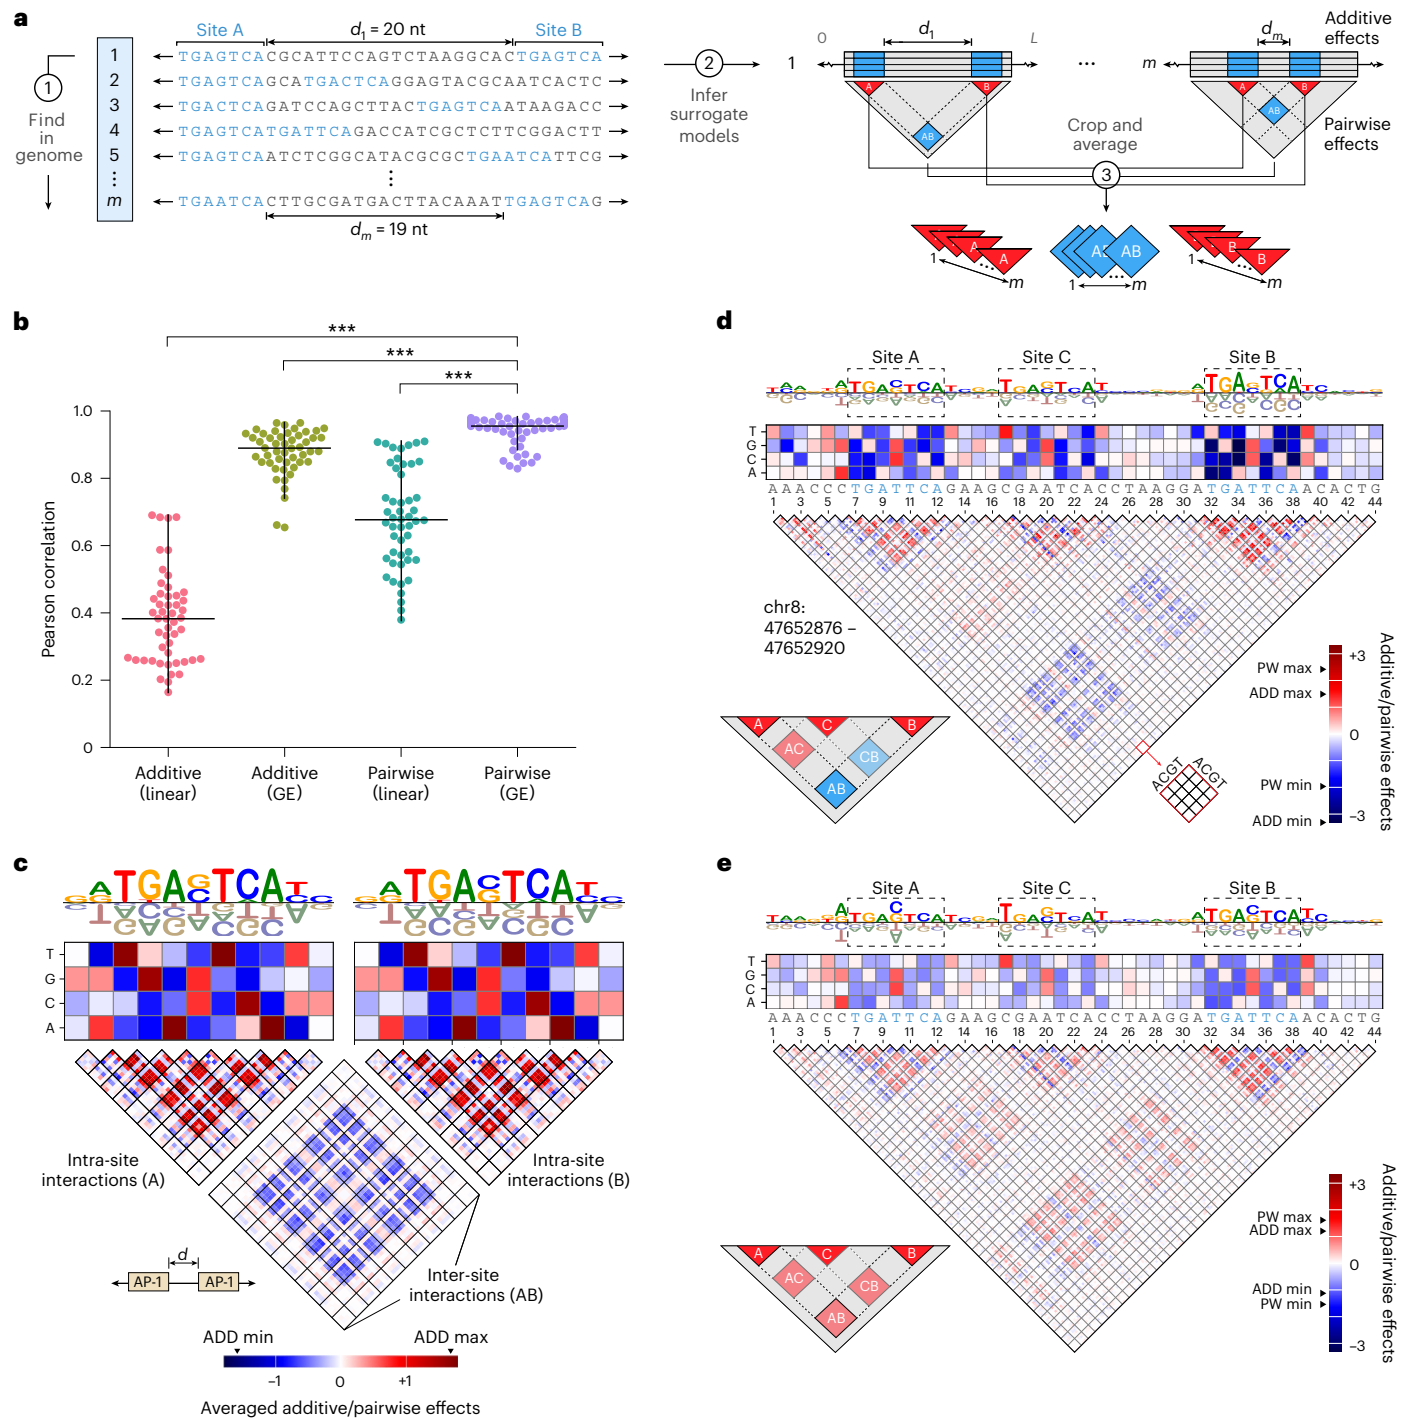 a
Site A
d1 = 20 nt
Site B
1
TGAGTCACGCATTCCAGTCTAAGGCACTGAGTCA
2
TGAGTCAGCATGACTCAGGAGTACGCAATCACTC
3
TGACTCAGATCCAGCTTACTGAGTCAATAAGACC
4
TGAGTCATGATTCAGACCATCGCTCTTCGGACTT
5
TGAGTCAATCTCGGCATACGCGCTGAATCATTCG
m
TGAATCACTTGCGATGACTTACAAATTGAGTCAG
dm = 19 nt
1
Find
in
genome
2
Infer
surrogate
models
0
d1
L
1
...
m
dm
Additive
effects
A
B
AB
A
B
AB
Pairwise
effects
Crop and
average
3
A
A
1
m
AB
AB
1
m
B
B
1
m
b
***
***
***
Pearson correlation
1.0
0.8
0.6
0.4
0.2
0
Additive
(linear)
Additive
(GE)
Pairwise
(linear)
Pairwise
(GE)
c
T
G
C
A
Intra-site
interactions (A)
Intra-site
interactions (B)
Inter-site
interactions (AB)
d
AP-1
AP-1
ADD min
ADD max
−1
0
+1
Averaged additive/pairwise effects
d
Site A
Site C
Site B
T
G
C
A
AAACCCTGATTCAGAAGCGAATCACCTAAGGATGATTCAACACTG
1 3 5 7 9 11 14 16 18 20 22 24 26 28 30 32 34 36 38 40 42 44
chr8:
47652876 –
47652920
A
C
B
AC
CB
AB
ACGT
ACGT
+3
PW max
ADD max
0
PW min
ADD min
−3
Additive/pairwise effects
e
Site A
Site C
Site B
T
G
C
A
AAACCCTGATTCAGAAGCGAATCACCTAAGGATGATTCAACACTG
1 3 5 7 9 11 14 16 18 20 22 24 26 28 30 32 34 36 38 40 42 44
A
C
B
AC
CB
AB
+3
PW max
ADD max
0
ADD min
PW min
−3
Additive/pairwise effects